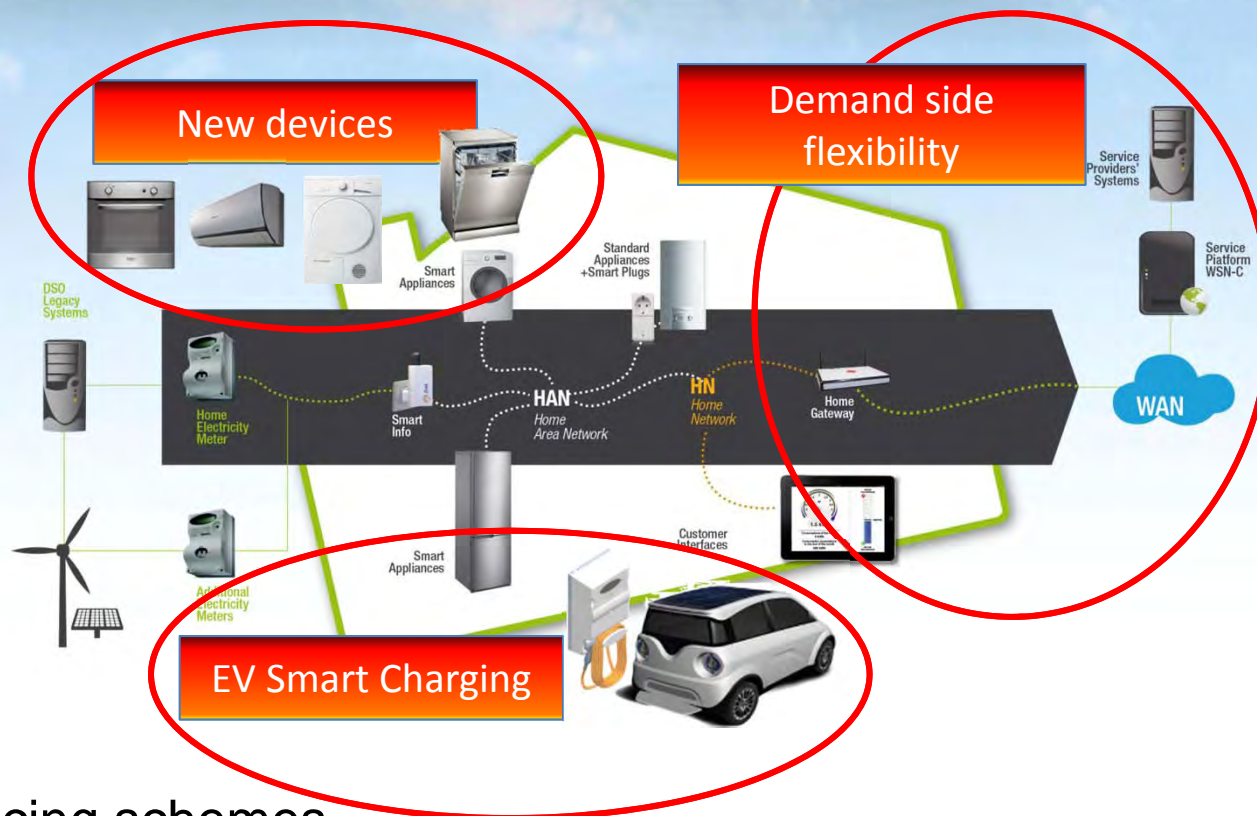 New devices
Demand side
flexibility
Service
Providers'
Systems
Service
Platform
WSN-C
Standard
Appliances
+Smart Plugs
Smart
Appliances
DSO
Legacy
Systems
HAN
Home
Area Network
HN
Home
Network
Home
Gateway
WAN
Smart
Info
Home
Electricity
Meter
Customer
Interfaces
Smart
Appliances
Additional
Electricity
Meters
EV Smart Charging
schemes